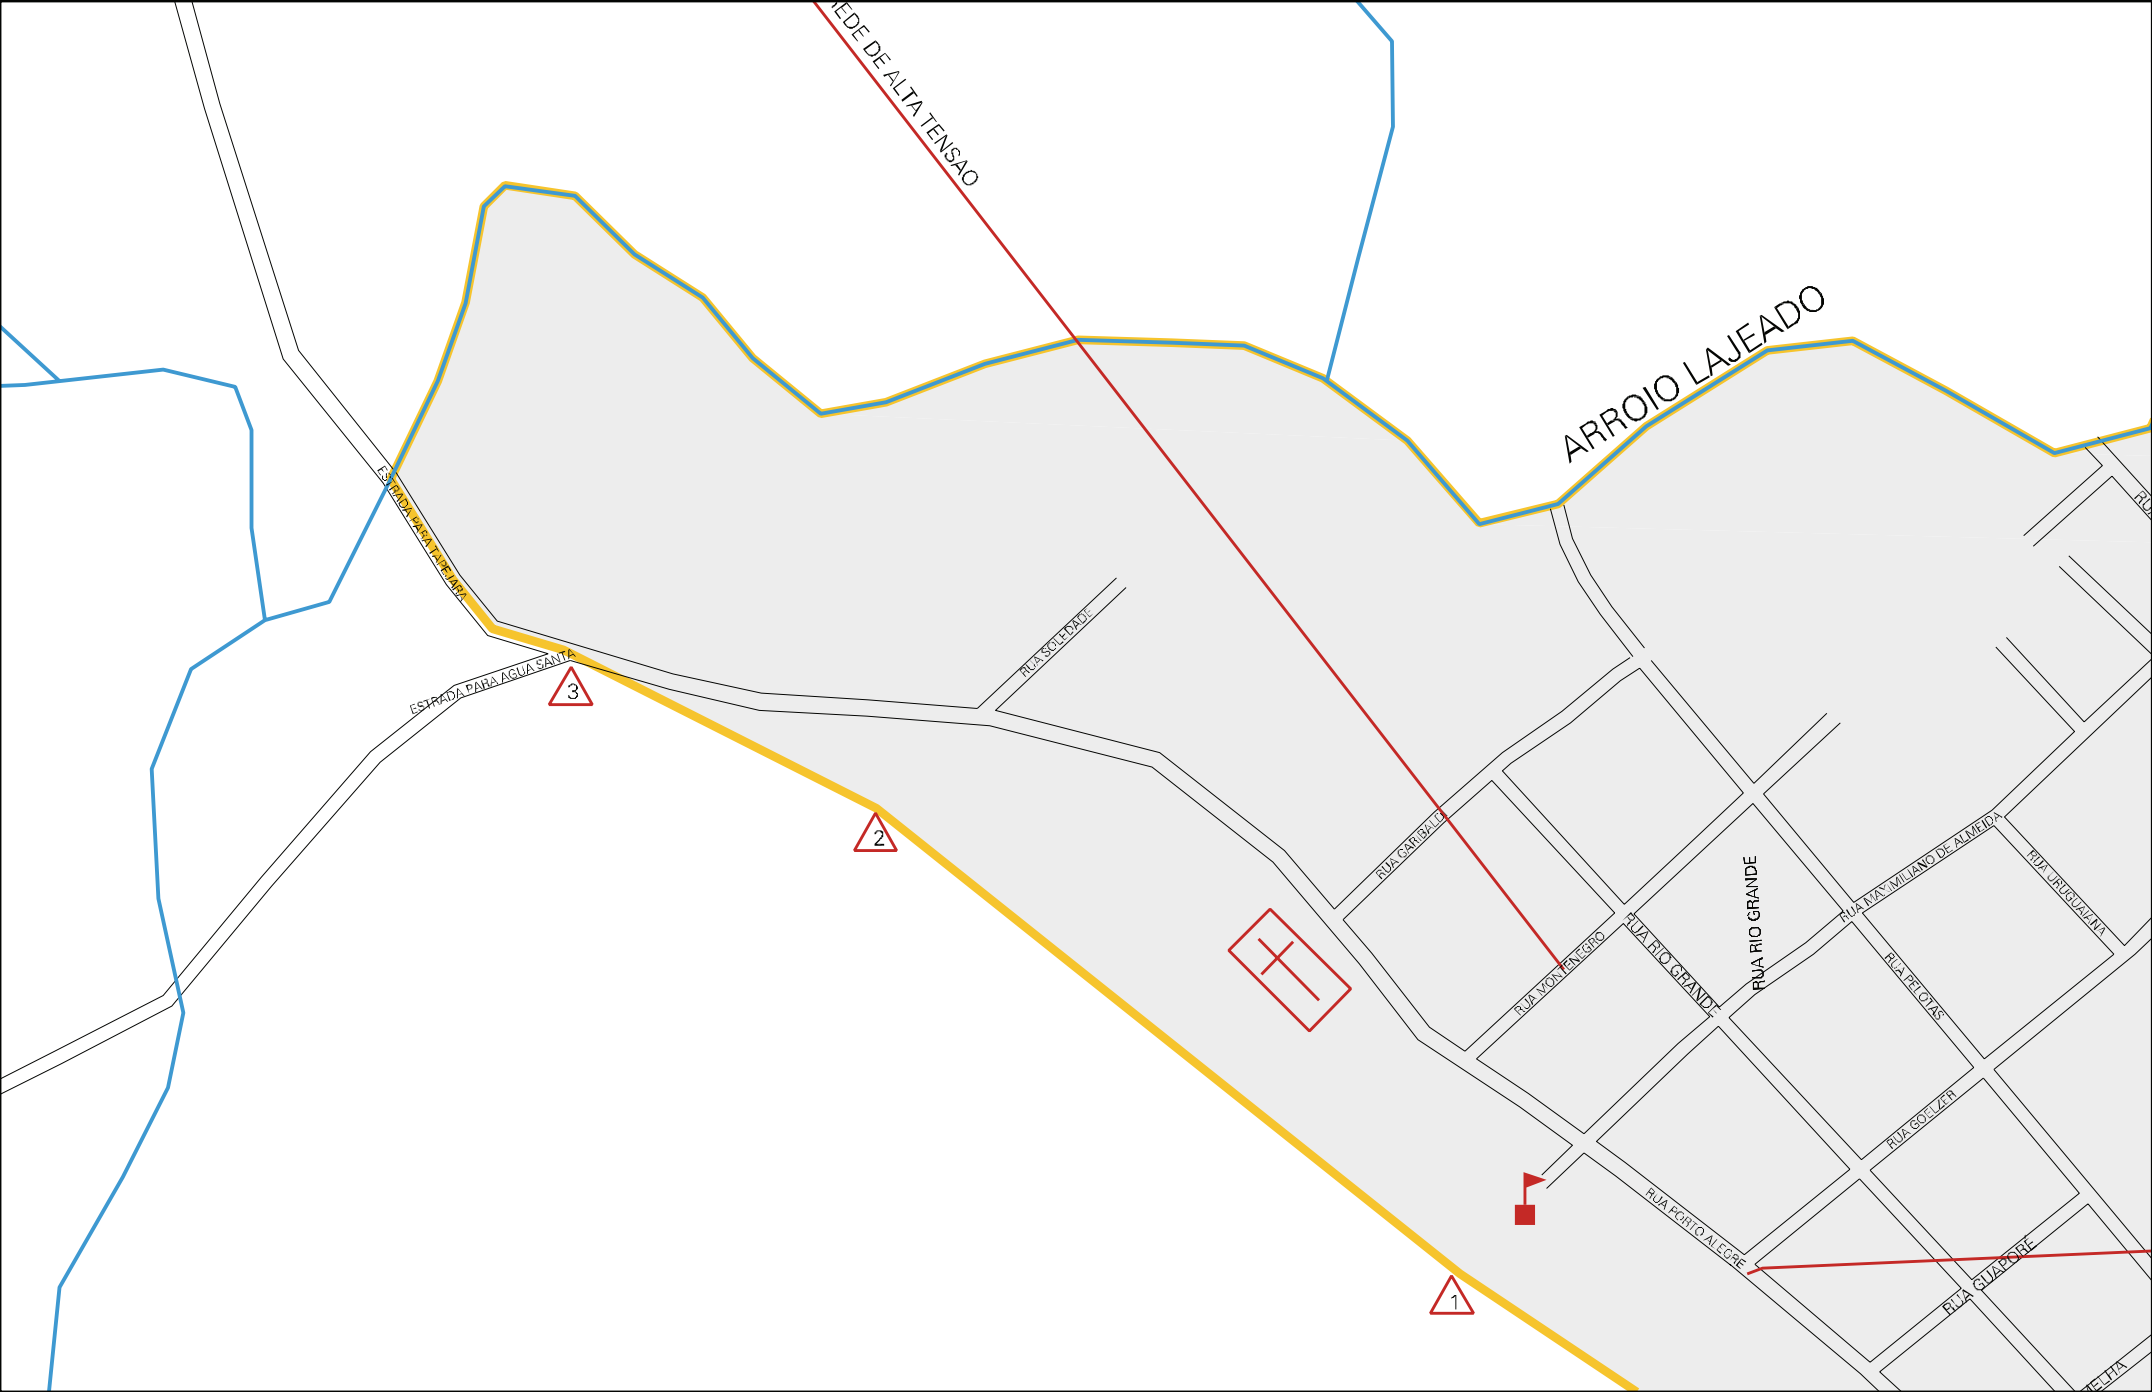 REDE DE ALTA TENSAO
ARROIO LAJEADO
ESTRADA PARA TAPEJARA
ESTRADA PARA AGUA SANTA
3
RUA SOLEDADE
2
RUA GARIBALDI
RUA MAXIMILIANO DE ALMEIDA
RUA URUGUAIANA
RUA RIO GRANDE
RUA RIO GRANDE
RUA MONTENEGRO
RUA PELOTAS
RUA GOELZER
RUA PORTO ALEGRE
RUA GUAPORE
1